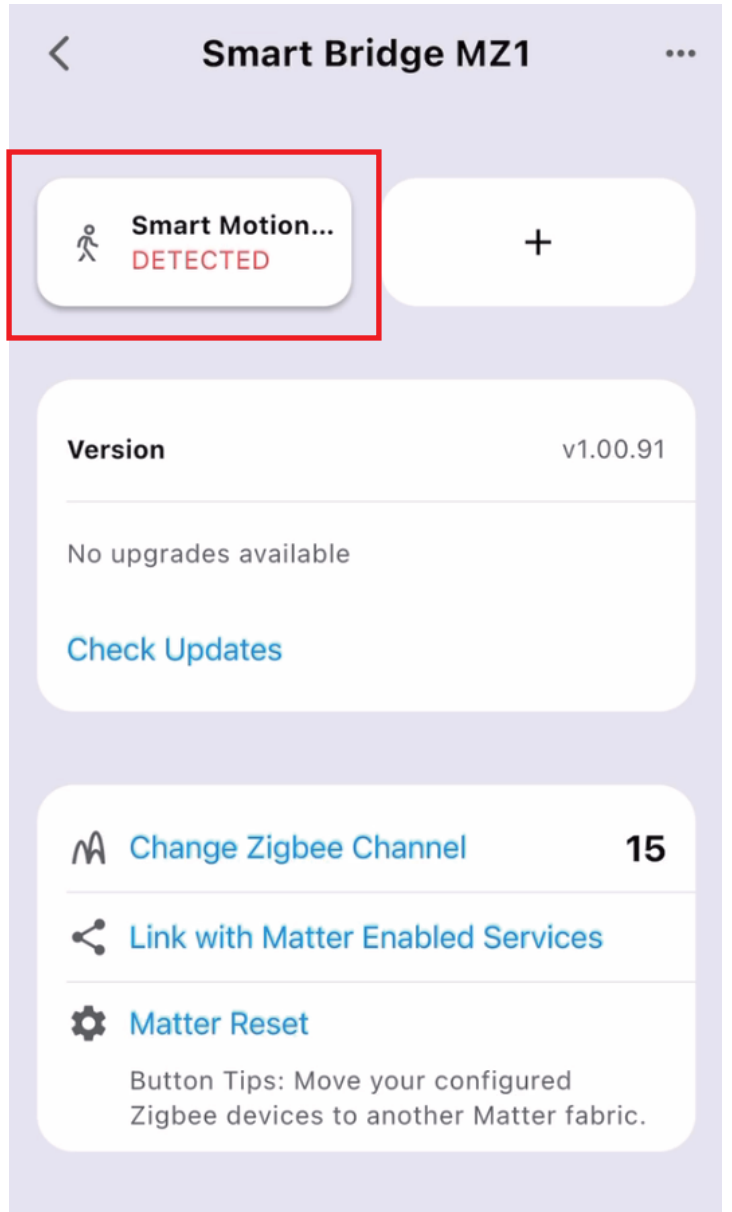 Smart Bridge MZ1
Smart Motion...
DETECTED
+
Version
v1.00.91
No upgrades available
Check Updates
Change Zigbee Channel
15
Link with Matter Enabled Services
Matter Reset
Button Tips: Move your configured
Zigbee devices to another Matter fabric.